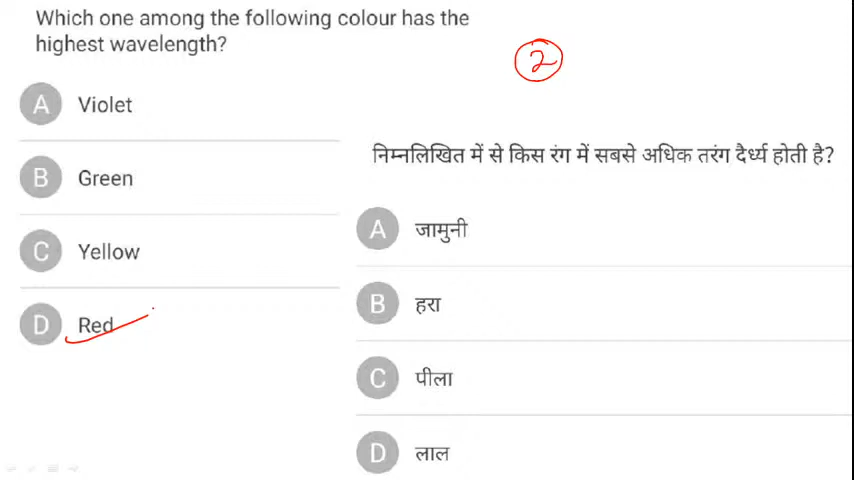 Which one among the following colour has the
highest wavelength?
2
A Violet
B Green
C Yellow
D Red
निम्नलिखित में से किस रंग में सबसे अधिक तरंग दैर्ध्य होती है?
A जामुनी
B हरा
C पीला
D लाल